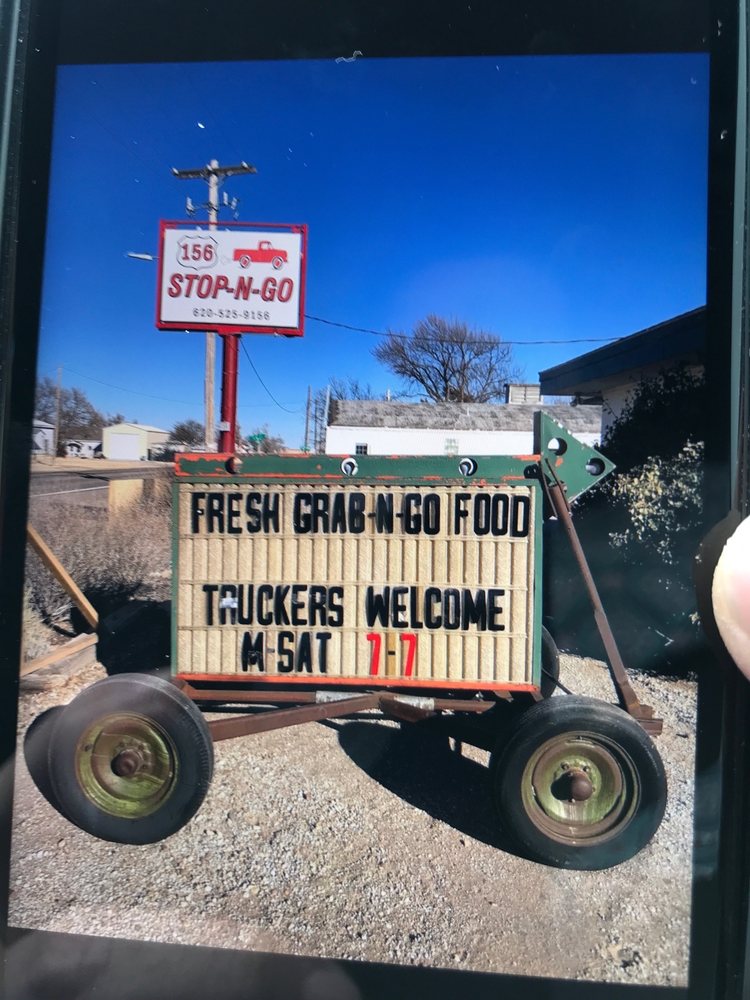 156
STOP-N-GO
620-525-9156
FRESH GRAB-N-GO FOOD
TRUCKERS WELCOME
M-SAT 7-7